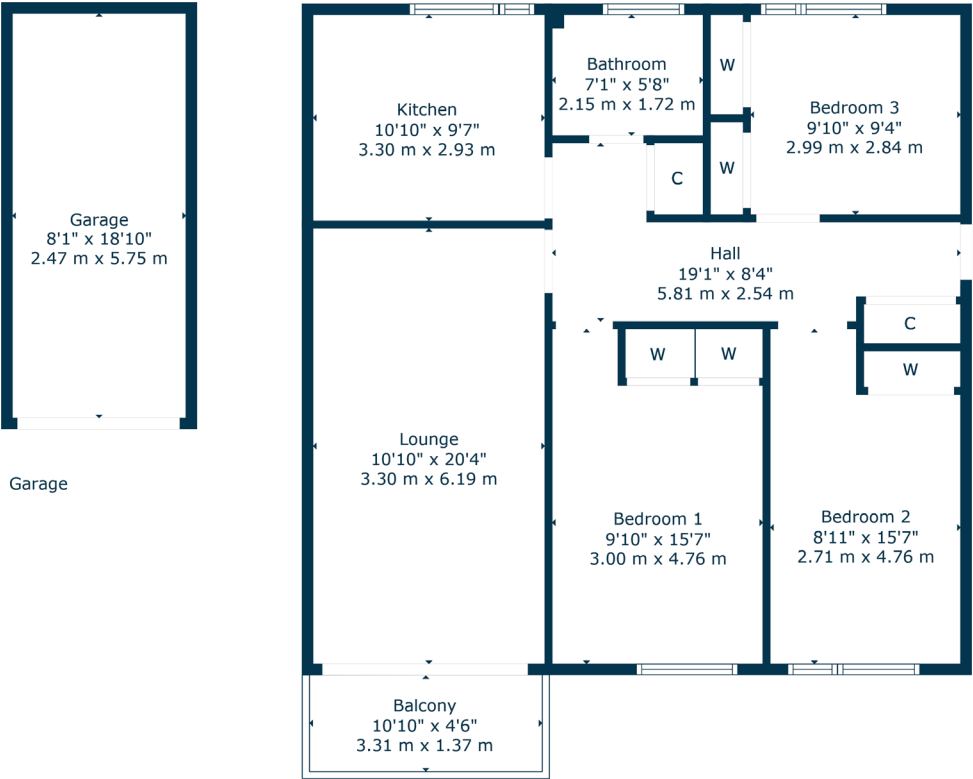 Garage
8'1" x 18'10"
2.47 m x 5.75 m
Garage
Kitchen
10'10" x 9'7"
3.30 m x 2.93 m
Bathroom
7'1" x 5'8"
2.15 m x 1.72 m
W
W
Bedroom 3
9'10" x 9'4"
2.99 m x 2.84 m
C
Hall
19'1" x 8'4"
5.81 m x 2.54 m
C
W
W
W
Lounge
10'10" x 20'4"
3.30 m x 6.19 m
Bedroom 1
9'10" x 15'7"
3.00 m x 4.76 m
Bedroom 2
8'11" x 15'7"
2.71 m x 4.76 m
Balcony
10'10" x 4'6"
3.31 m x 1.37 m